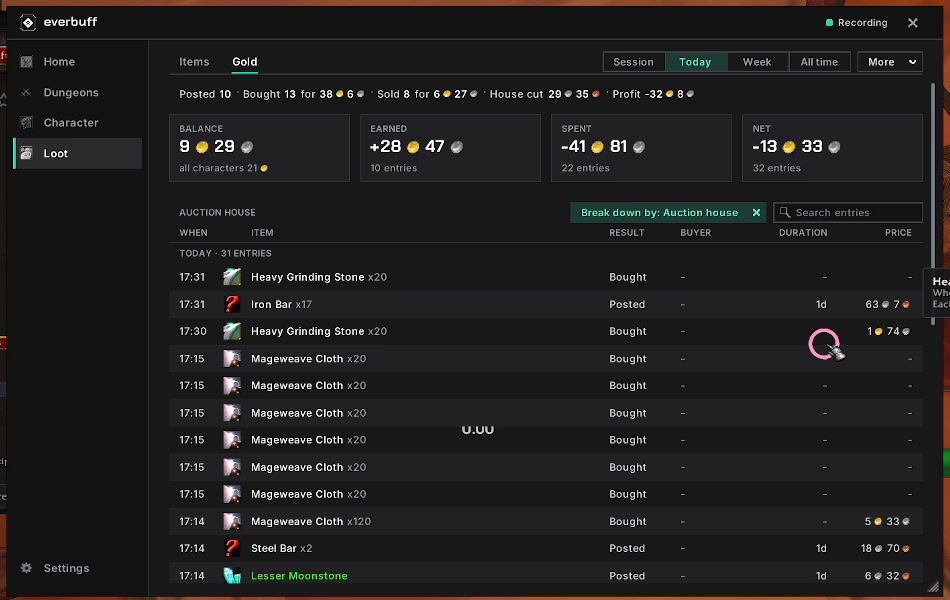 everbuff
Recording
Home
Dungeons
Character
Loot
Settings
Items Gold
Session Today Week All time More
Posted 10 · Bought 13 for 38 6 · Sold 8 for 6 27 · House cut 29 35 · Profit -32 8
BALANCE
9 29
all characters 21
EARNED
+28 47
10 entries
SPENT
-41 81
22 entries
NET
-13 33
32 entries
AUCTION HOUSE
Break down by: Auction house ×
Search entries
WHEN ITEM RESULT BUYER DURATION PRICE
TODAY · 31 ENTRIES
17:31 Heavy Grinding Stone x20 Bought - - -
17:31 Iron Bar x17 Posted - 1d 63 7
17:30 Heavy Grinding Stone x20 Bought - - 1 74
17:15 Mageweave Cloth x20 Bought - - -
17:15 Mageweave Cloth x20 Bought - - -
17:15 Mageweave Cloth x20 Bought - - -
17:15 Mageweave Cloth x20 Bought - - -
17:15 Mageweave Cloth x20 Bought - - -
17:15 Mageweave Cloth x20 Bought - - -
17:14 Mageweave Cloth x120 Bought - - 5 33
17:14 Steel Bar x2 Posted - 1d 18 70
17:14 Lesser Moonstone Posted - 1d 6 32